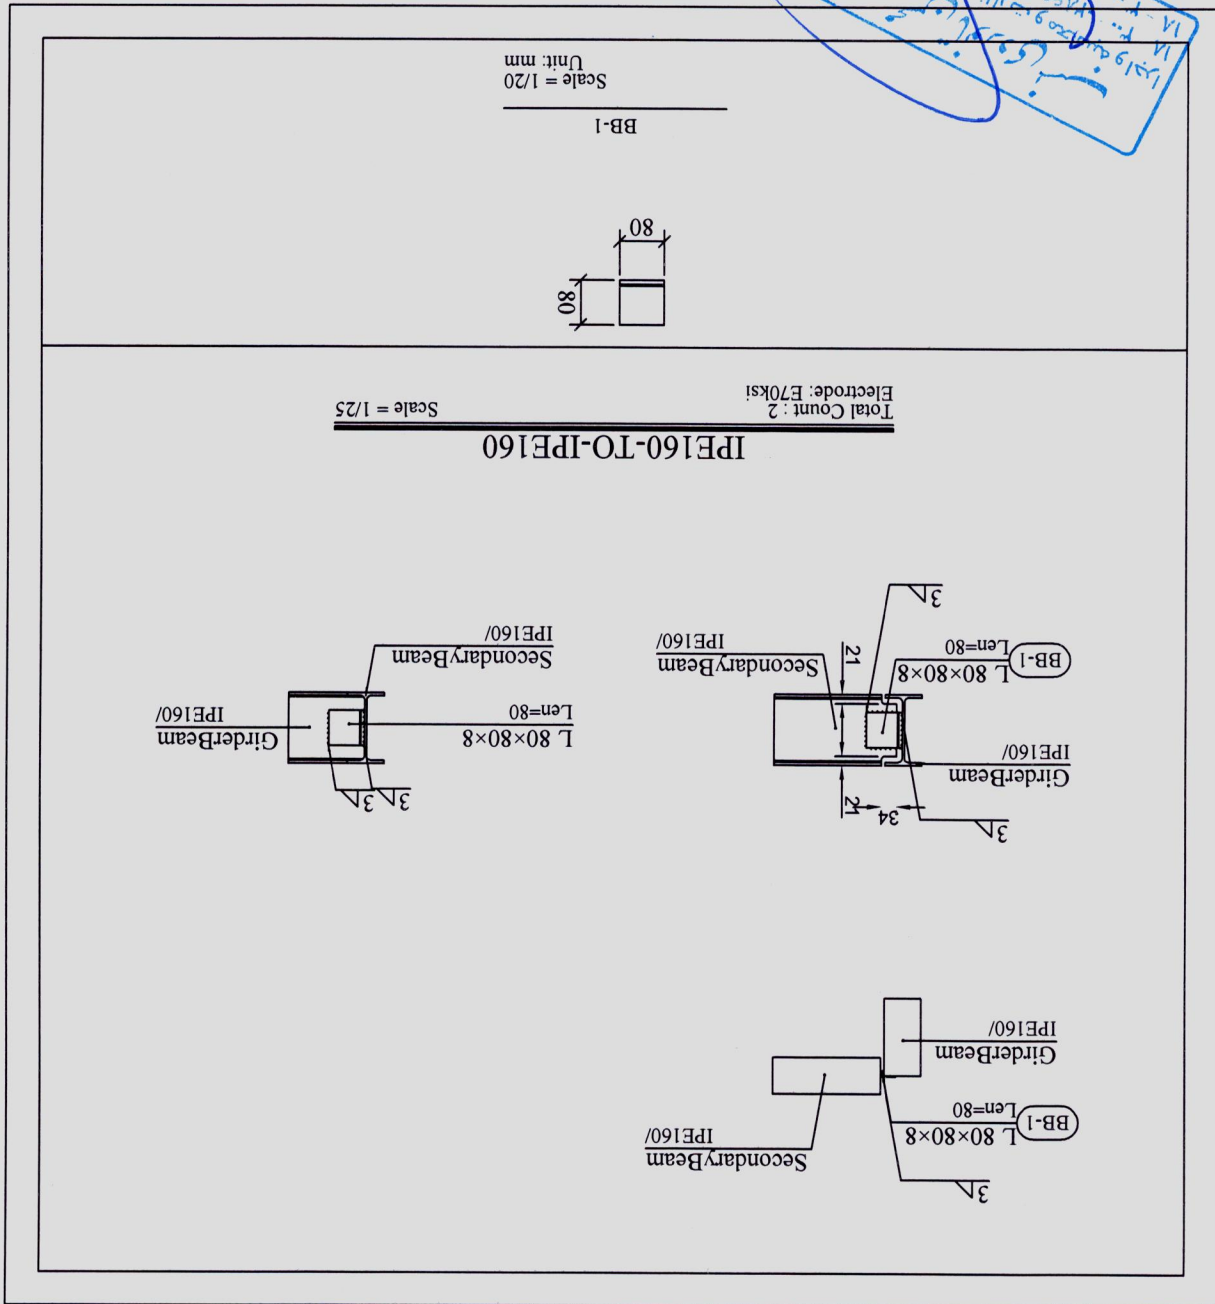 SecondaryBeam
IPE160/
3
BB-1
L 80×80×8
Len=80
GirderBeam
IPE160/
3
34
21
GirderBeam
IPE160/
BB-1
L 80×80×8
Len=80
21
SecondaryBeam
IPE160/
3
3
3
GirderBeam
IPE160/
L 80×80×8
Len=80
SecondaryBeam
IPE160/
IPE160-TO-IPE160
Total Count : 2
Electrode: E70ksi
Scale = 1/25
80
80
BB-1
Scale = 1/20
Unit: mm